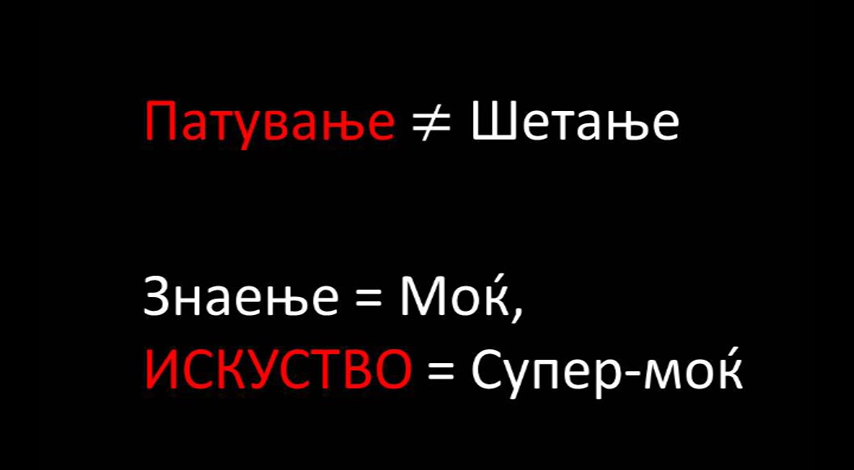 Патување ≠ Шетање
Знаење = Моќ,
ИСКУСТВО = Супер-моќ